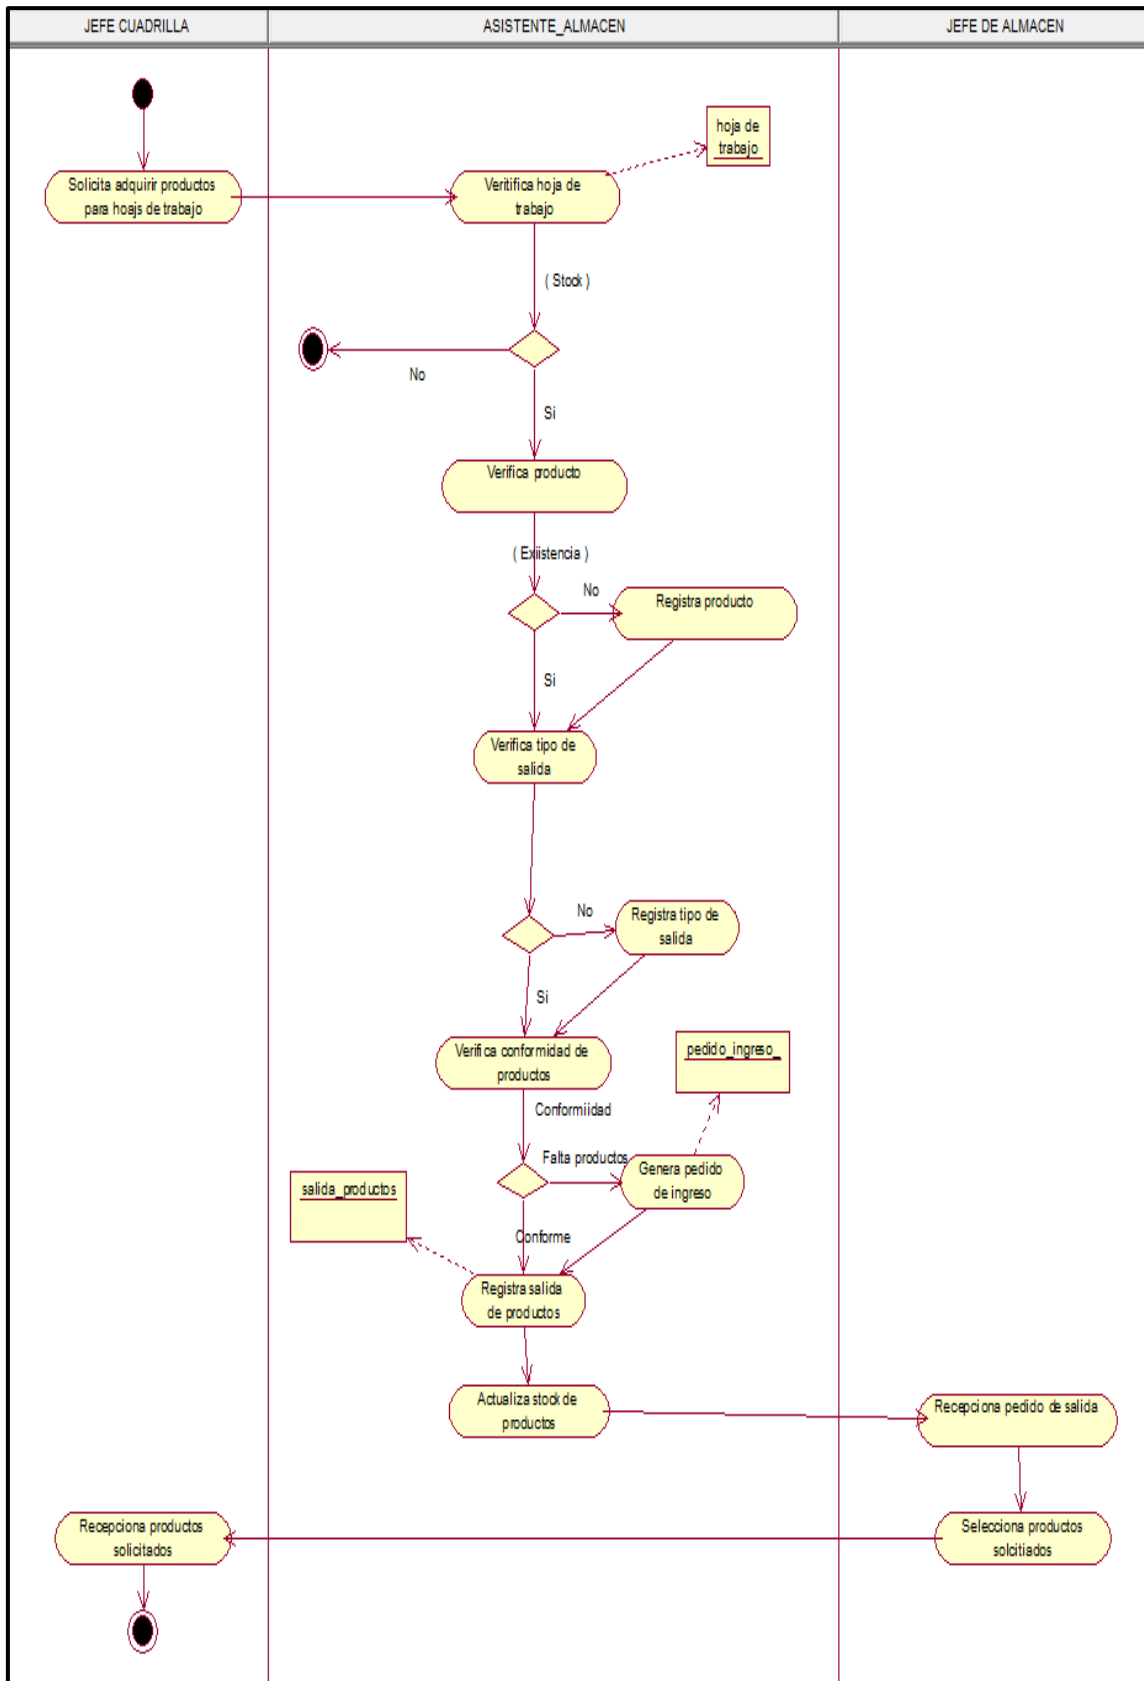 JEFE CUADRILLA
ASISTENTE_ALMACEN
JEFE DE ALMACEN
hoja de
trabajo
Solicita adquirir productos
para hoajs de trabajo
Veritifica hoja de
trabajo
( Stock )
No
Si
Verifica producto
( Exiistencia )
No
Registra producto
Si
Verifica tipo de
salida
No
Registra tipo de
salida
Si
Verifica conformidad de
productos
pedido_ingreso_
Conformiidad
Falta productos
Genera pedido
de ingreso
salida_productos
Conforme
Registra salida
de productos
Actualiza stock de
productos
Recepciona pedido de salida
Recepciona productos
solicitados
Selecciona productos
solcitiados